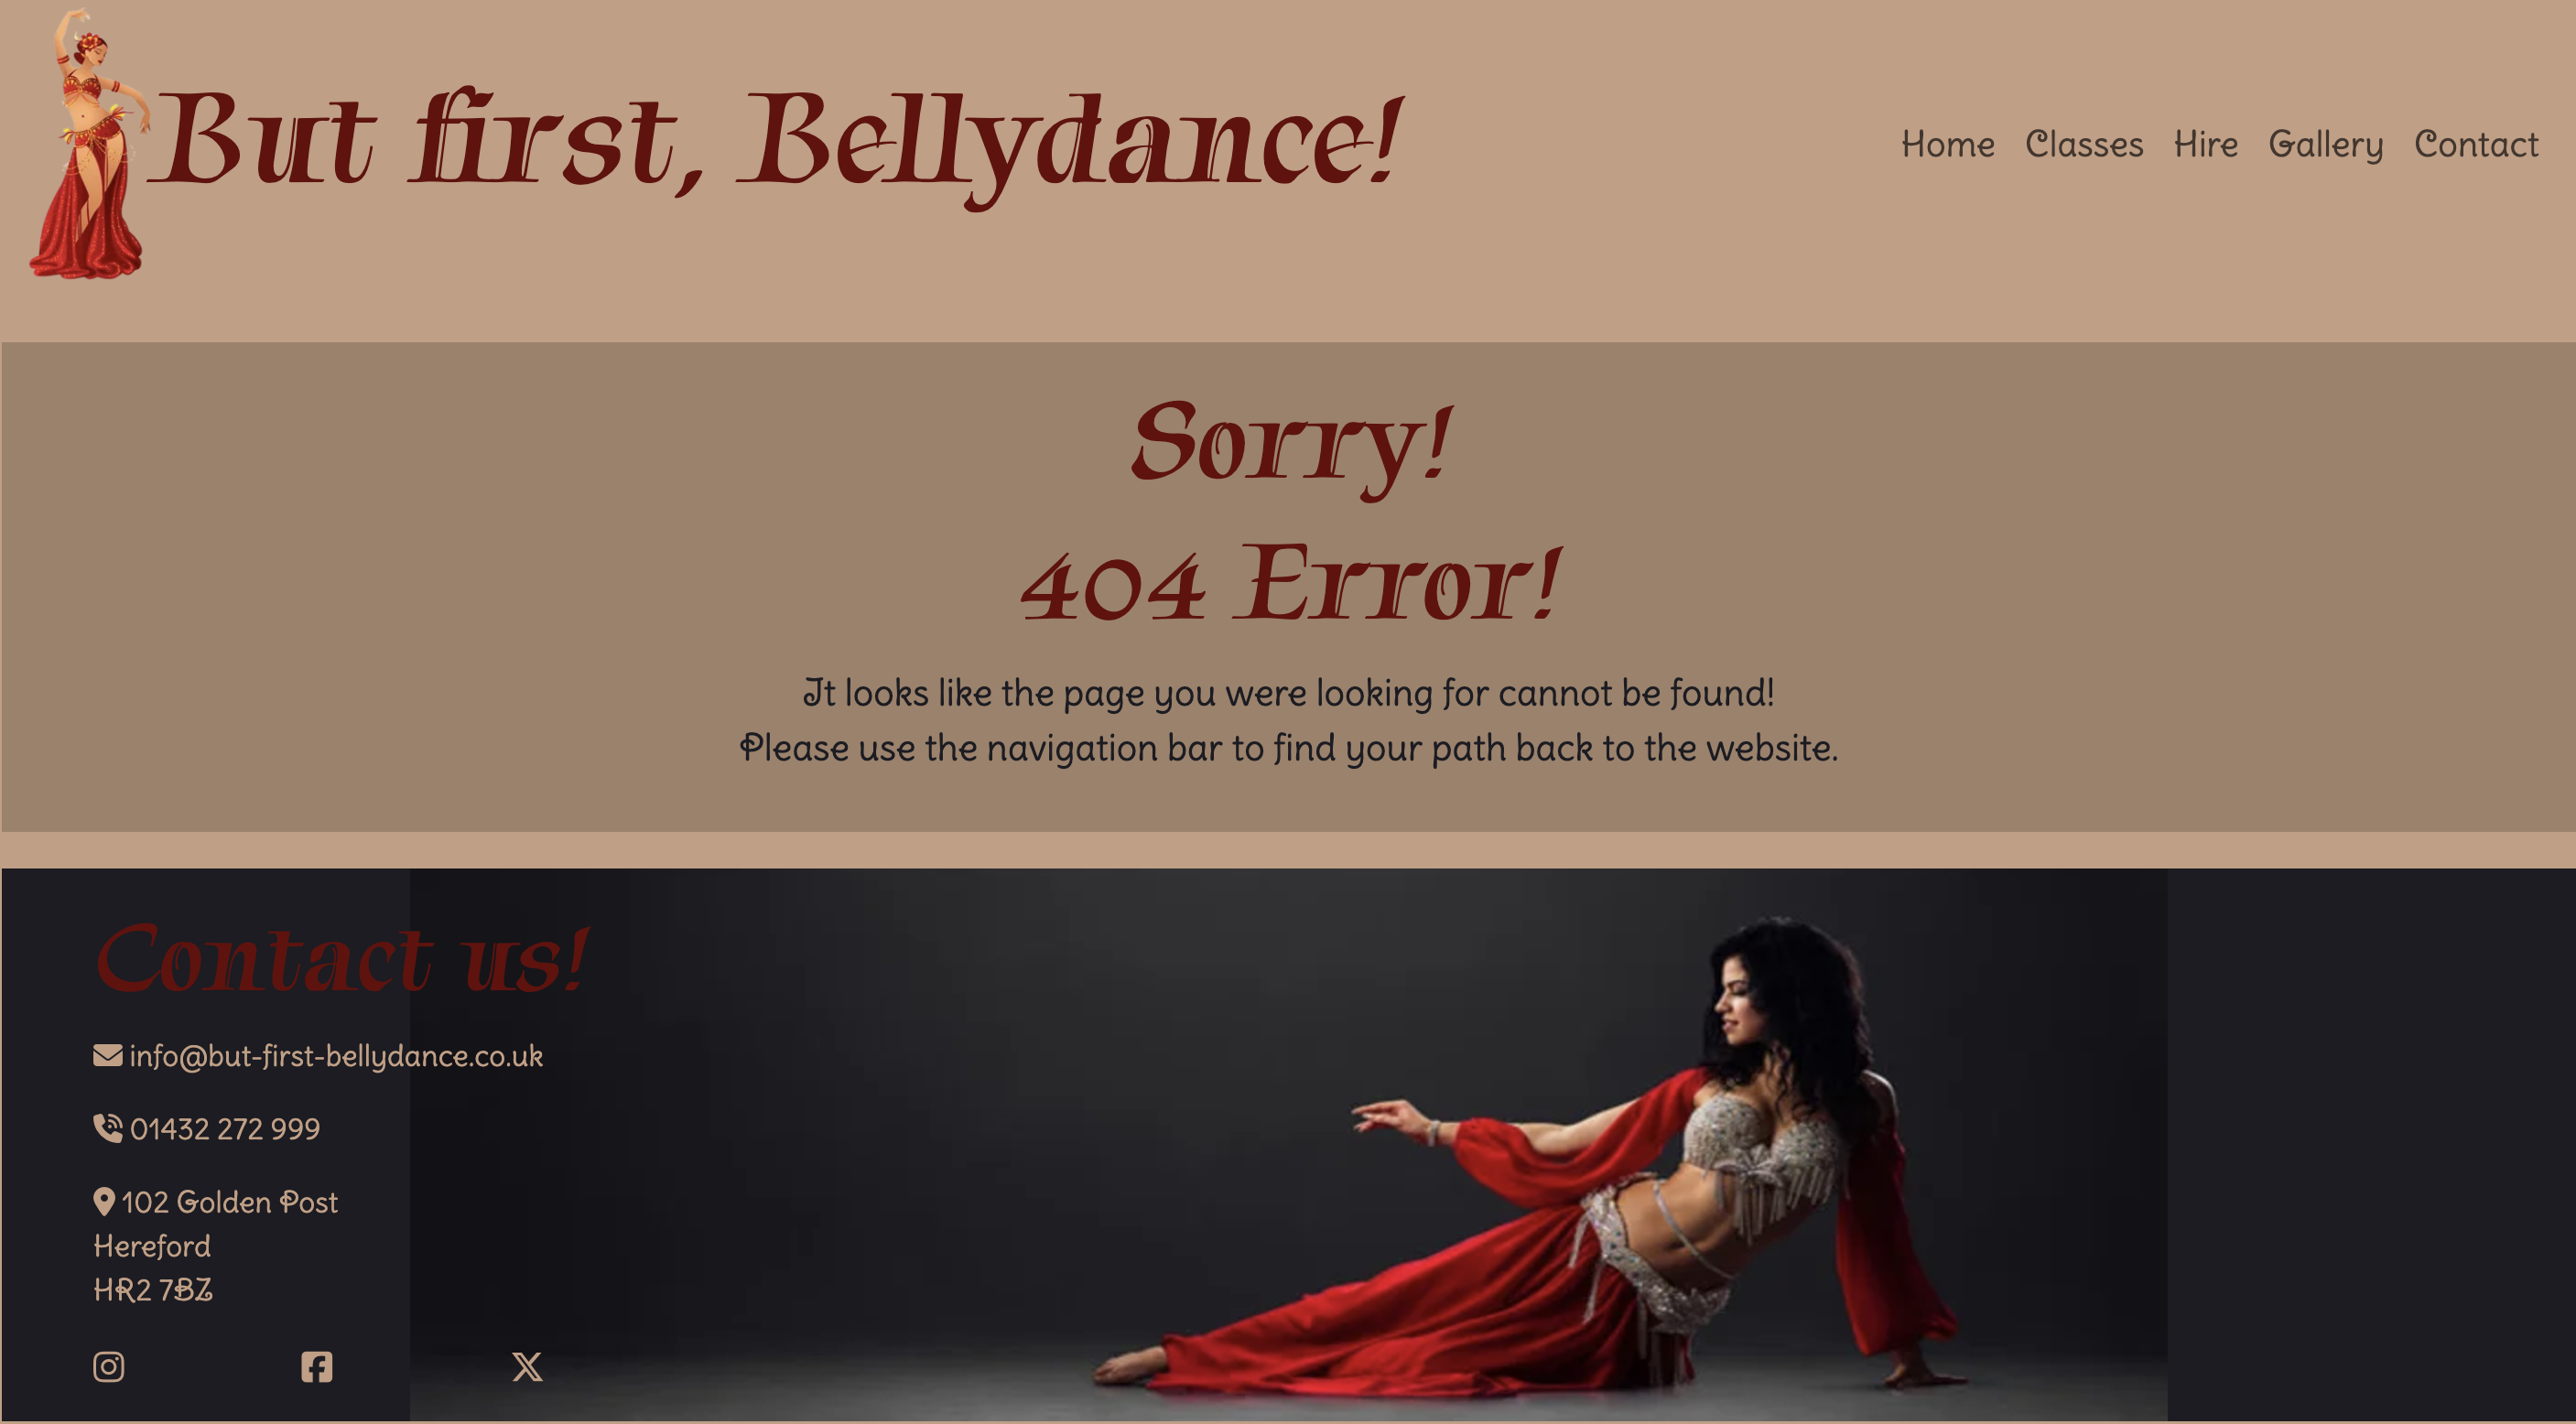 But first, Bellydance!
Home Classes Hire Gallery Contact
Sorry!
404 Error!
It looks like the page you were looking for cannot be found!
Please use the navigation bar to find your path back to the website.
Contact us!
info@but-first-bellydance.co.uk
01432 272 999
102 Golden Post
Hereford
HR2 7BZ